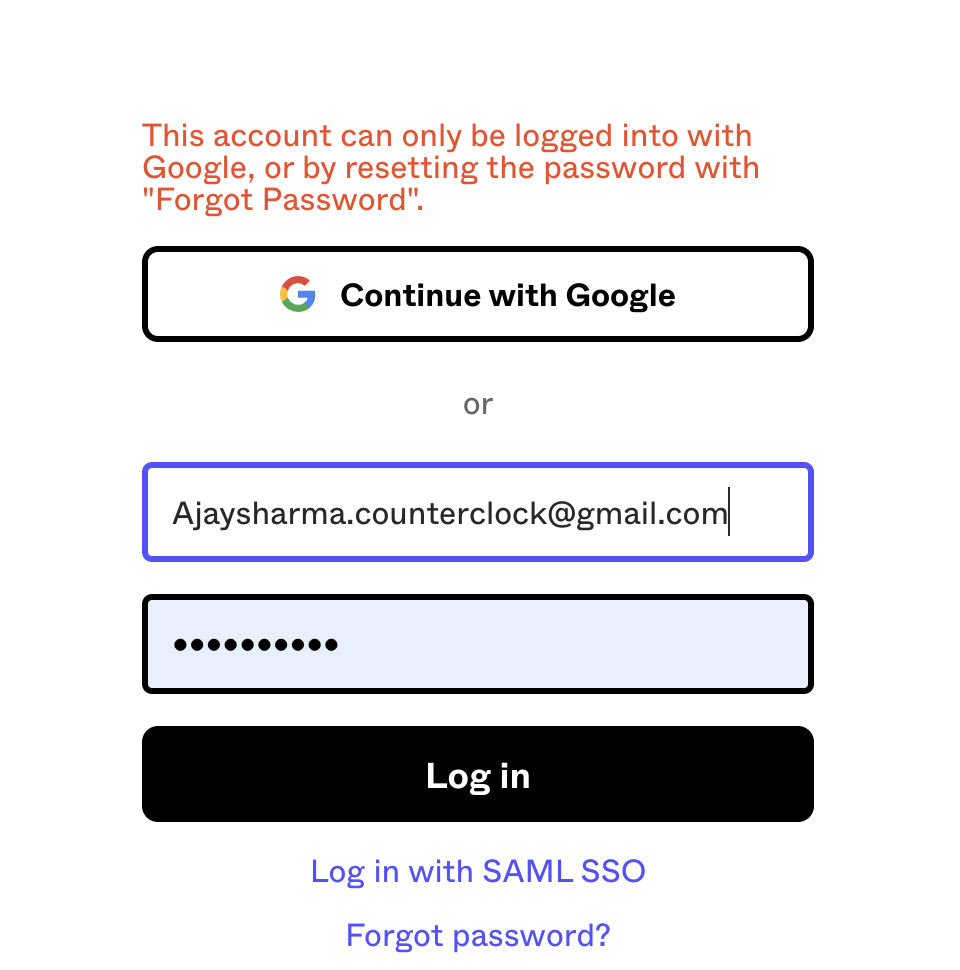 This account can only be logged into with
Google, or by resetting the password with
"Forgot Password".
Continue with Google
or
Ajaysharma.counterclock@gmail.com
••••••••••
Log in
Log in with SAML SSO
Forgot password?